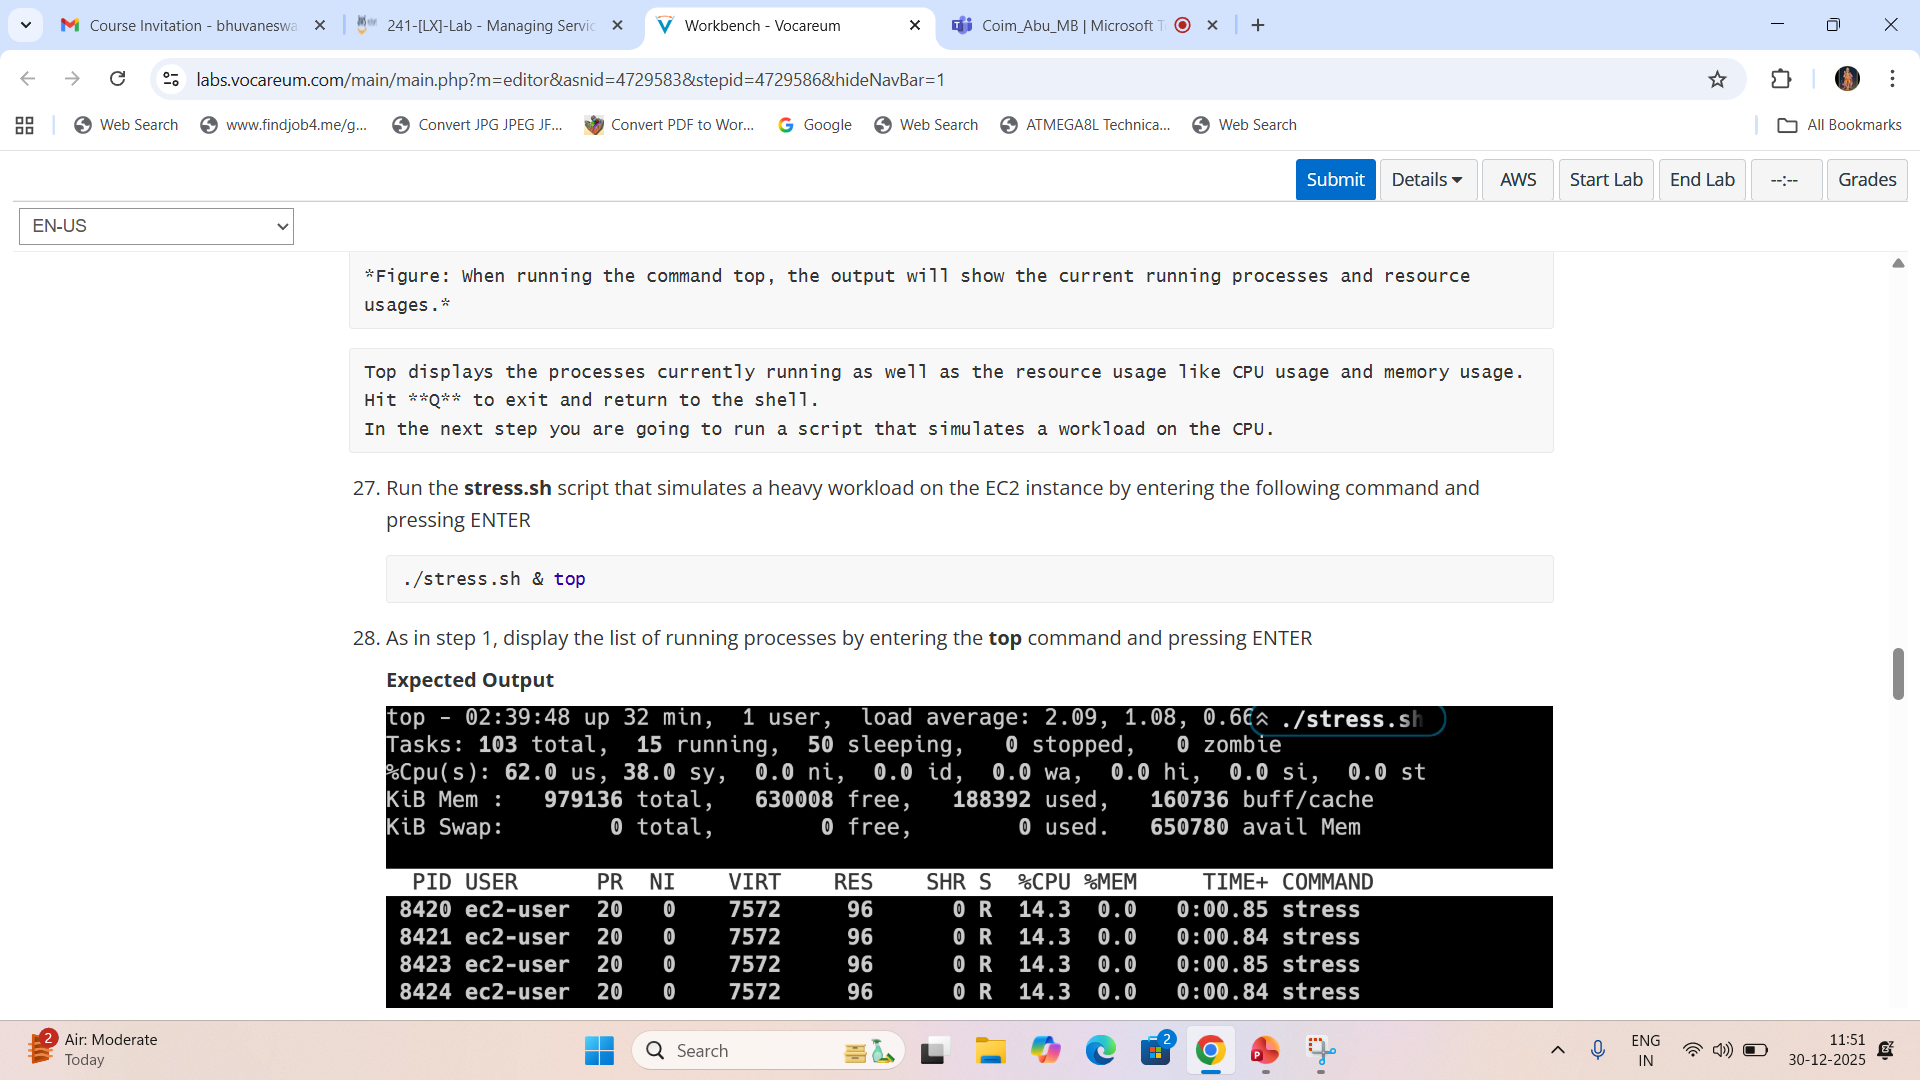 Course Invitation - bhuvaneswa
241-[LX]-Lab - Managing Servic
Workbench - Vocareum
Coim_Abu_MB | Microsoft T
labs.vocareum.com/main/main.php?m=editor&asnid=4729583&stepid=4729586&hideNavBar=1
Web Search
www.findjob4.me/g...
Convert JPG JPEG JF...
Convert PDF to Wor...
Google
Web Search
ATMEGA8L Technica...
Web Search
All Bookmarks
Submit
Details
AWS
Start Lab
End Lab
--:--
Grades
EN-US
*Figure: When running the command top, the output will show the current running processes and resource
usages.*
Top displays the processes currently running as well as the resource usage like CPU usage and memory usage.
Hit **Q** to exit and return to the shell.
In the next step you are going to run a script that simulates a workload on the CPU.
27. Run the stress.sh script that simulates a heavy workload on the EC2 instance by entering the following command and
pressing ENTER
./stress.sh & top
28. As in step 1, display the list of running processes by entering the top command and pressing ENTER
Expected Output
top - 02:39:48 up 32 min,  1 user,  load average: 2.09, 1.08, 0.66 ./stress.sh
Tasks: 103 total,  15 running,  50 sleeping,   0 stopped,   0 zombie
%Cpu(s): 62.0 us, 38.0 sy,  0.0 ni,  0.0 id,  0.0 wa,  0.0 hi,  0.0 si,  0.0 st
KiB Mem :   979136 total,   630008 free,   188392 used,   160736 buff/cache
KiB Swap:        0 total,        0 free,        0 used.   650780 avail Mem
PID USER      PR  NI    VIRT    RES    SHR S  %CPU %MEM     TIME+ COMMAND
8420 ec2-user  20   0    7572     96      0 R  14.3  0.0   0:00.85 stress
8421 ec2-user  20   0    7572     96      0 R  14.3  0.0   0:00.84 stress
8423 ec2-user  20   0    7572     96      0 R  14.3  0.0   0:00.85 stress
8424 ec2-user  20   0    7572     96      0 R  14.3  0.0   0:00.84 stress
2
Air: Moderate
Today
Search
2
ENG
IN
11:51
30-12-2025